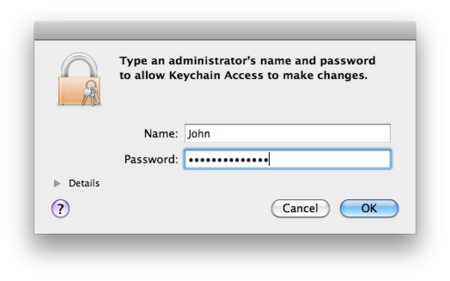 Type an administrator's name and password
to allow Keychain Access to make changes.
Name: John
Password: ••••••••••••••
Details
? Cancel OK